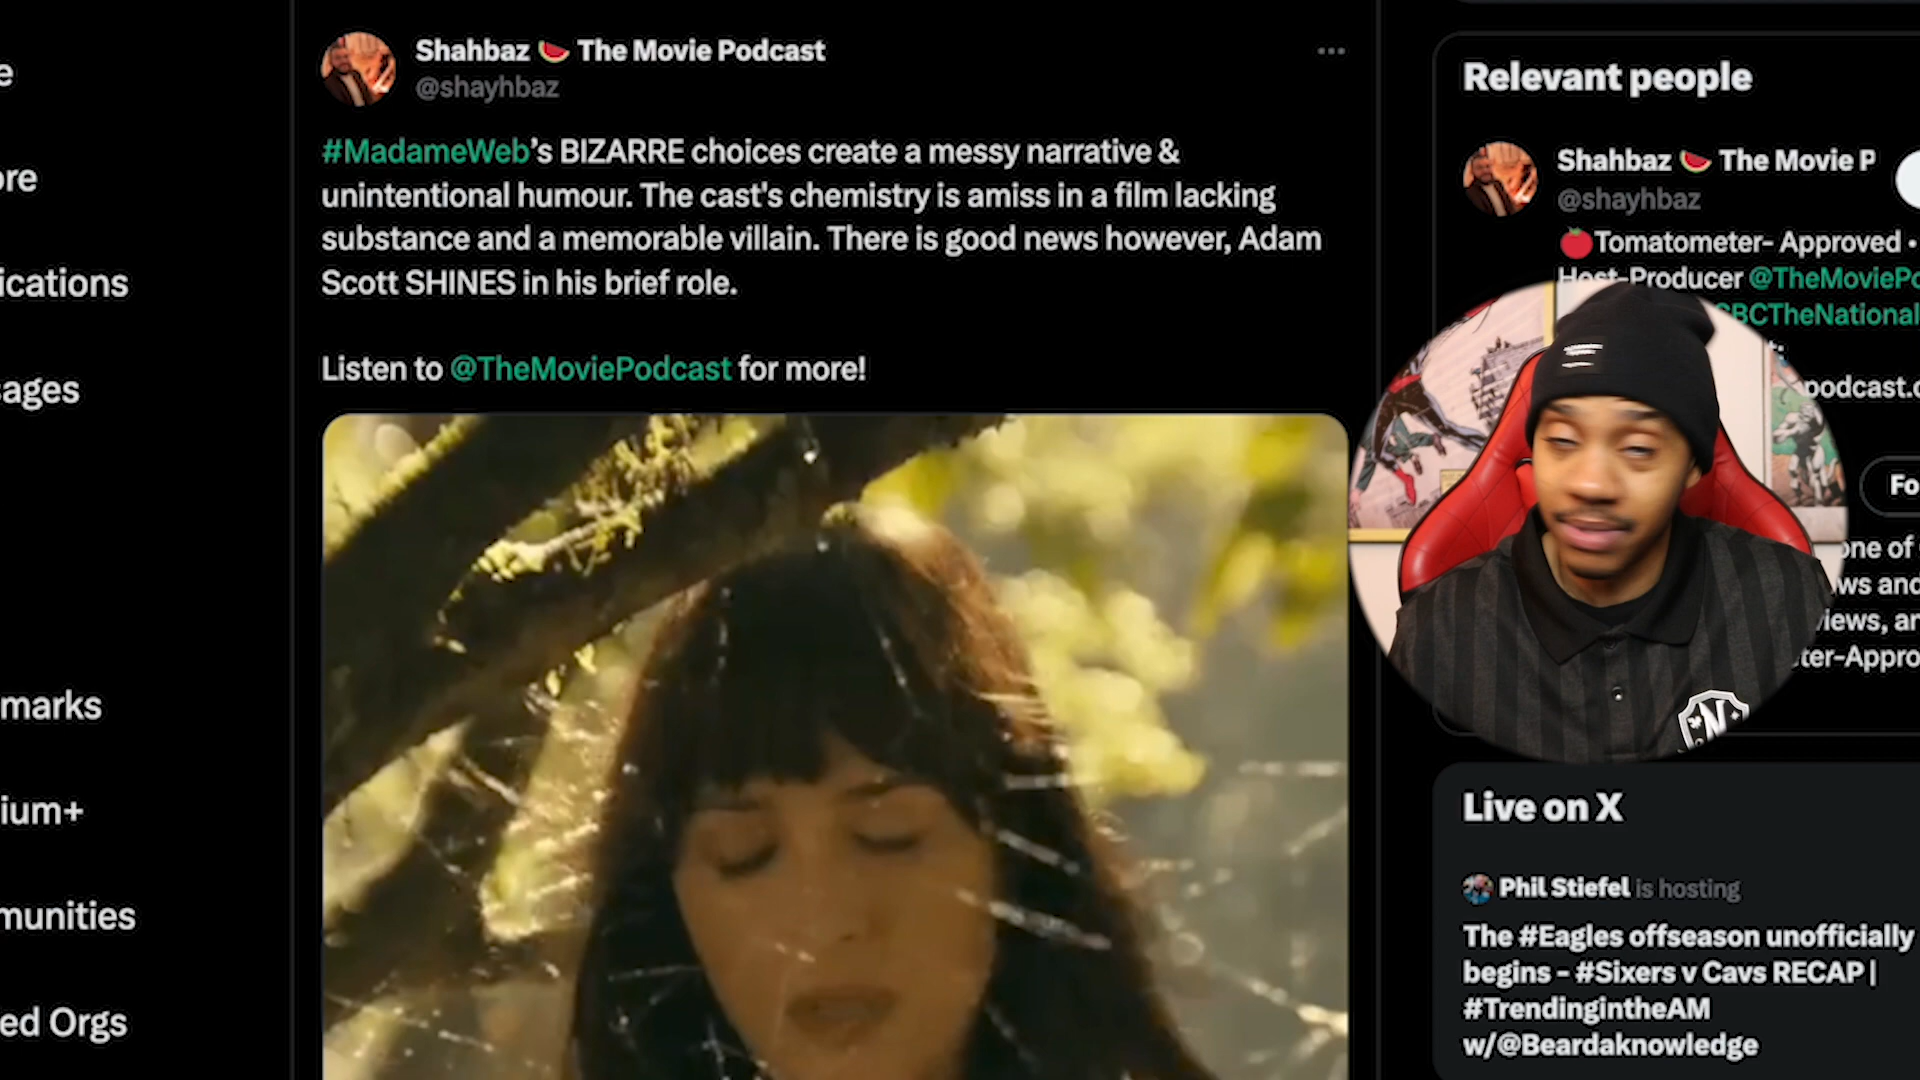 e
ore
ications
sages
marks
ium+
munities
ed Orgs
Shahbaz 🍉 The Movie Podcast
@shayhbaz
#MadameWeb's BIZARRE choices create a messy narrative &
unintentional humour. The cast's chemistry is amiss in a film lacking
substance and a memorable villain. There is good news however, Adam
Scott SHINES in his brief role.
Listen to @TheMoviePodcast for more!
Relevant people
Shahbaz 🍉 The Movie P
@shayhbaz
🍅Tomatometer- Approved •
Host-Producer @TheMoviePo
CBCTheNational
podcast.c
Fo
one of
ws and
iews, an
ter-Appro
N
Live on X
Phil Stiefel is hosting
The #Eagles offseason unofficially
begins - #Sixers v Cavs RECAP |
#TrendingintheAM
w/@Beardaknowledge